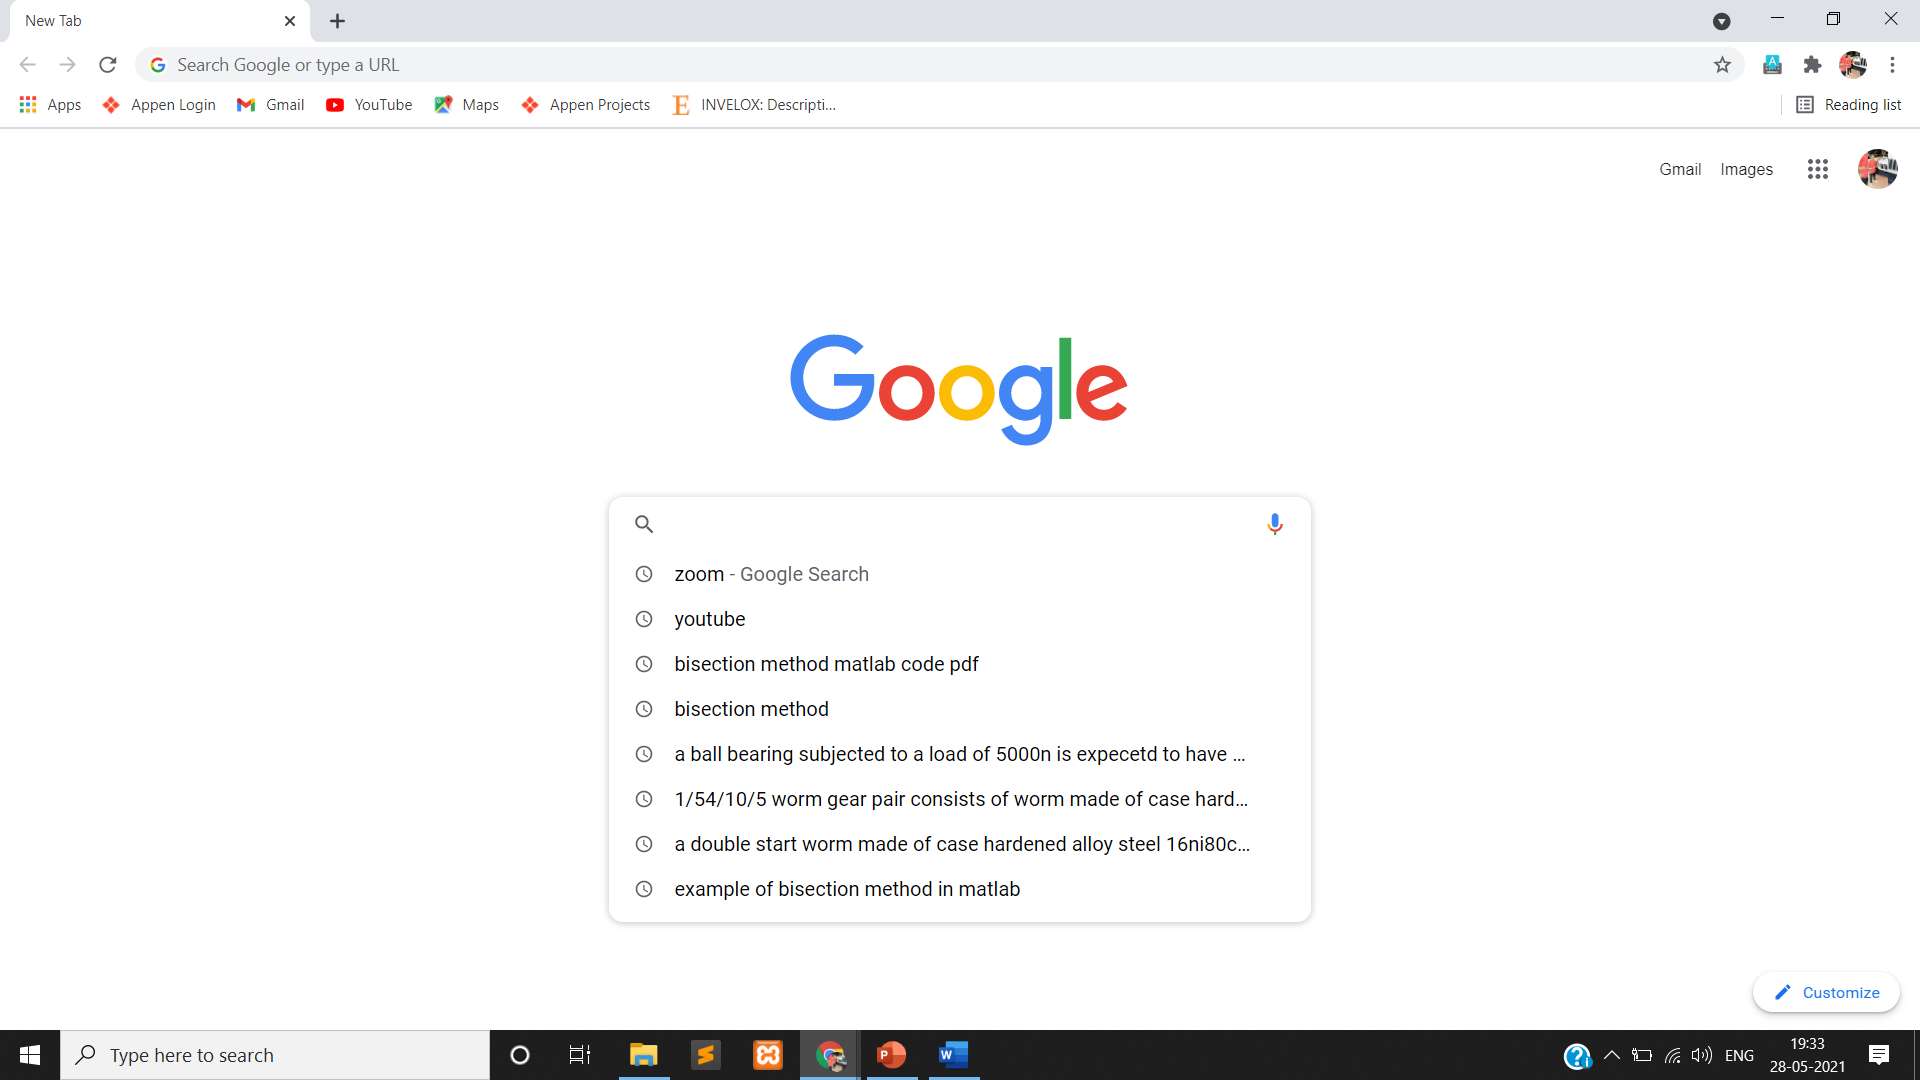 New Tab
Search Google or type a URL
Apps Appen Login Gmail YouTube Maps Appen Projects INVELOX: Descripti... Reading list
Gmail Images
Google
zoom - Google Search
youtube
bisection method matlab code pdf
bisection method
a ball bearing subjected to a load of 5000n is expecetd to have ...
1/54/10/5 worm gear pair consists of worm made of case hard...
a double start worm made of case hardened alloy steel 16ni80c...
example of bisection method in matlab
Customize
Type here to search
ENG
19:33
28-05-2021